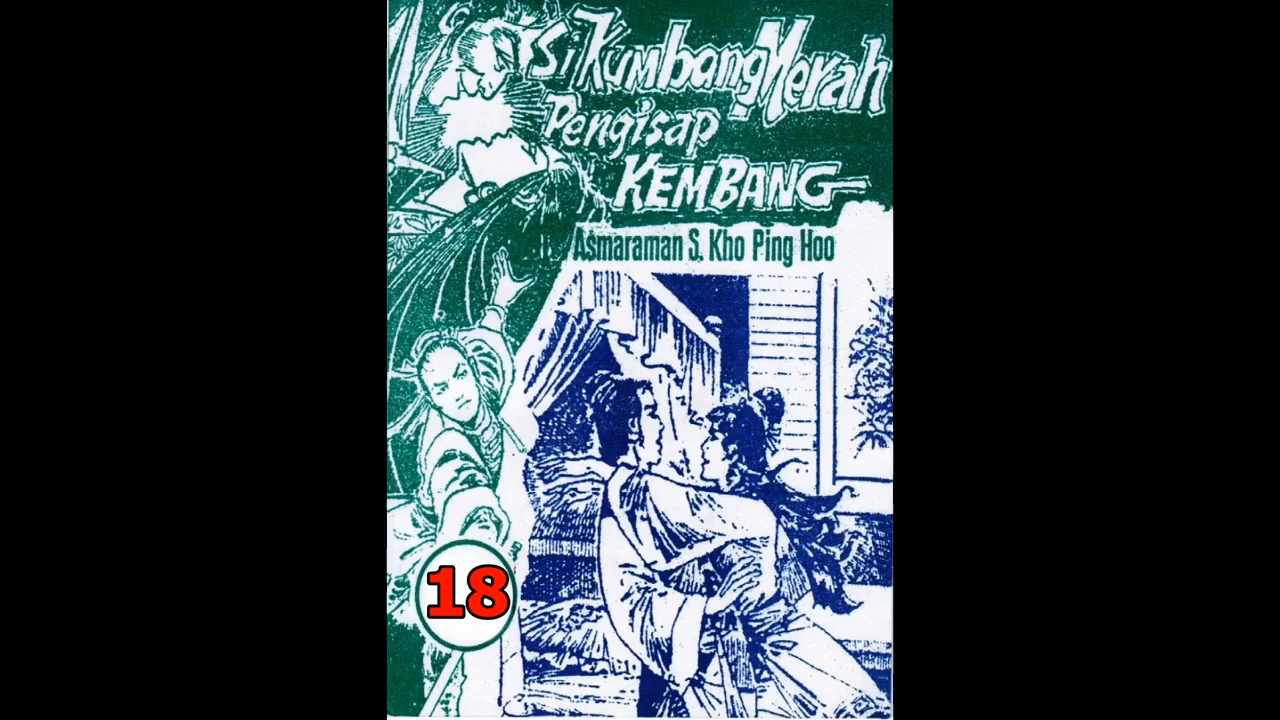 Si Kumbang Merah
Pengisap
KEMBANG
Asmaraman S. Kho Ping Hoo
18